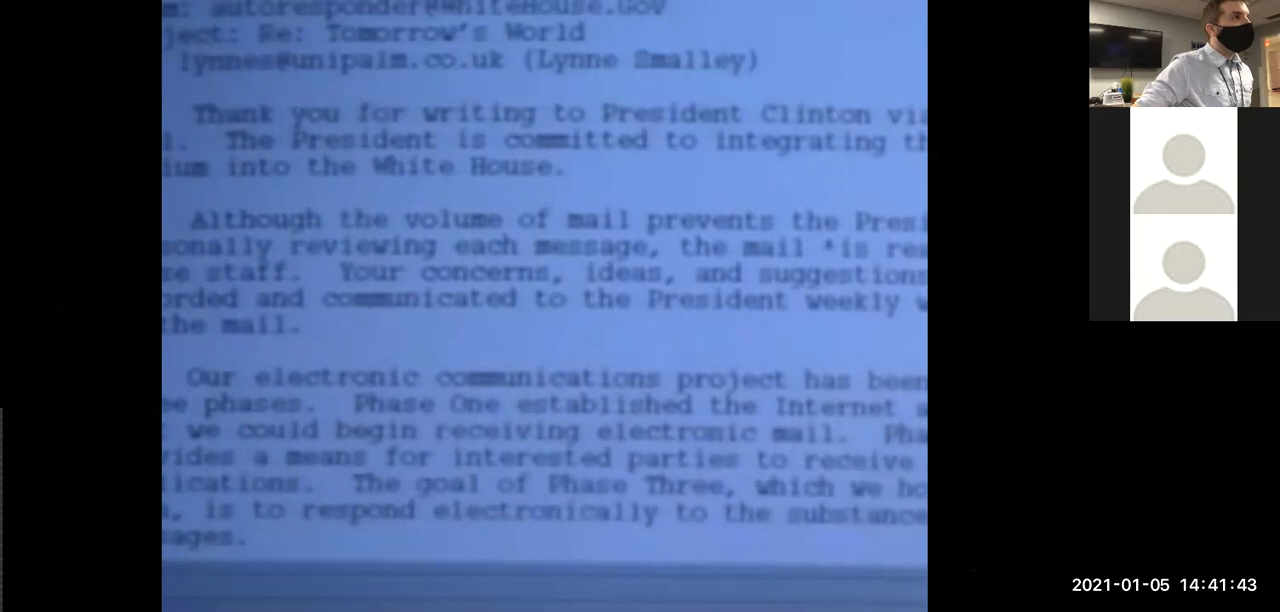 m: autoresponder@WhiteHouse.Gov
ject: Re: Tomorrow's World
lynnes@unipalm.co.uk (Lynne Smalley)
Thank you for writing to President Clinton via
l. The President is committed to integrating th
ium into the White House.
Although the volume of mail prevents the Presi
sonally reviewing each message, the mail *is rea
se staff. Your concerns, ideas, and suggestions
orded and communicated to the President weekly w
the mail.
Our electronic communications project has been
ee phases. Phase One established the Internet a
t we could begin receiving electronic mail. Pha
vides a means for interested parties to receive
lications. The goal of Phase Three, which we ho
, is to respond electronically to the substance
sages.
2021-01-05 14:41:43